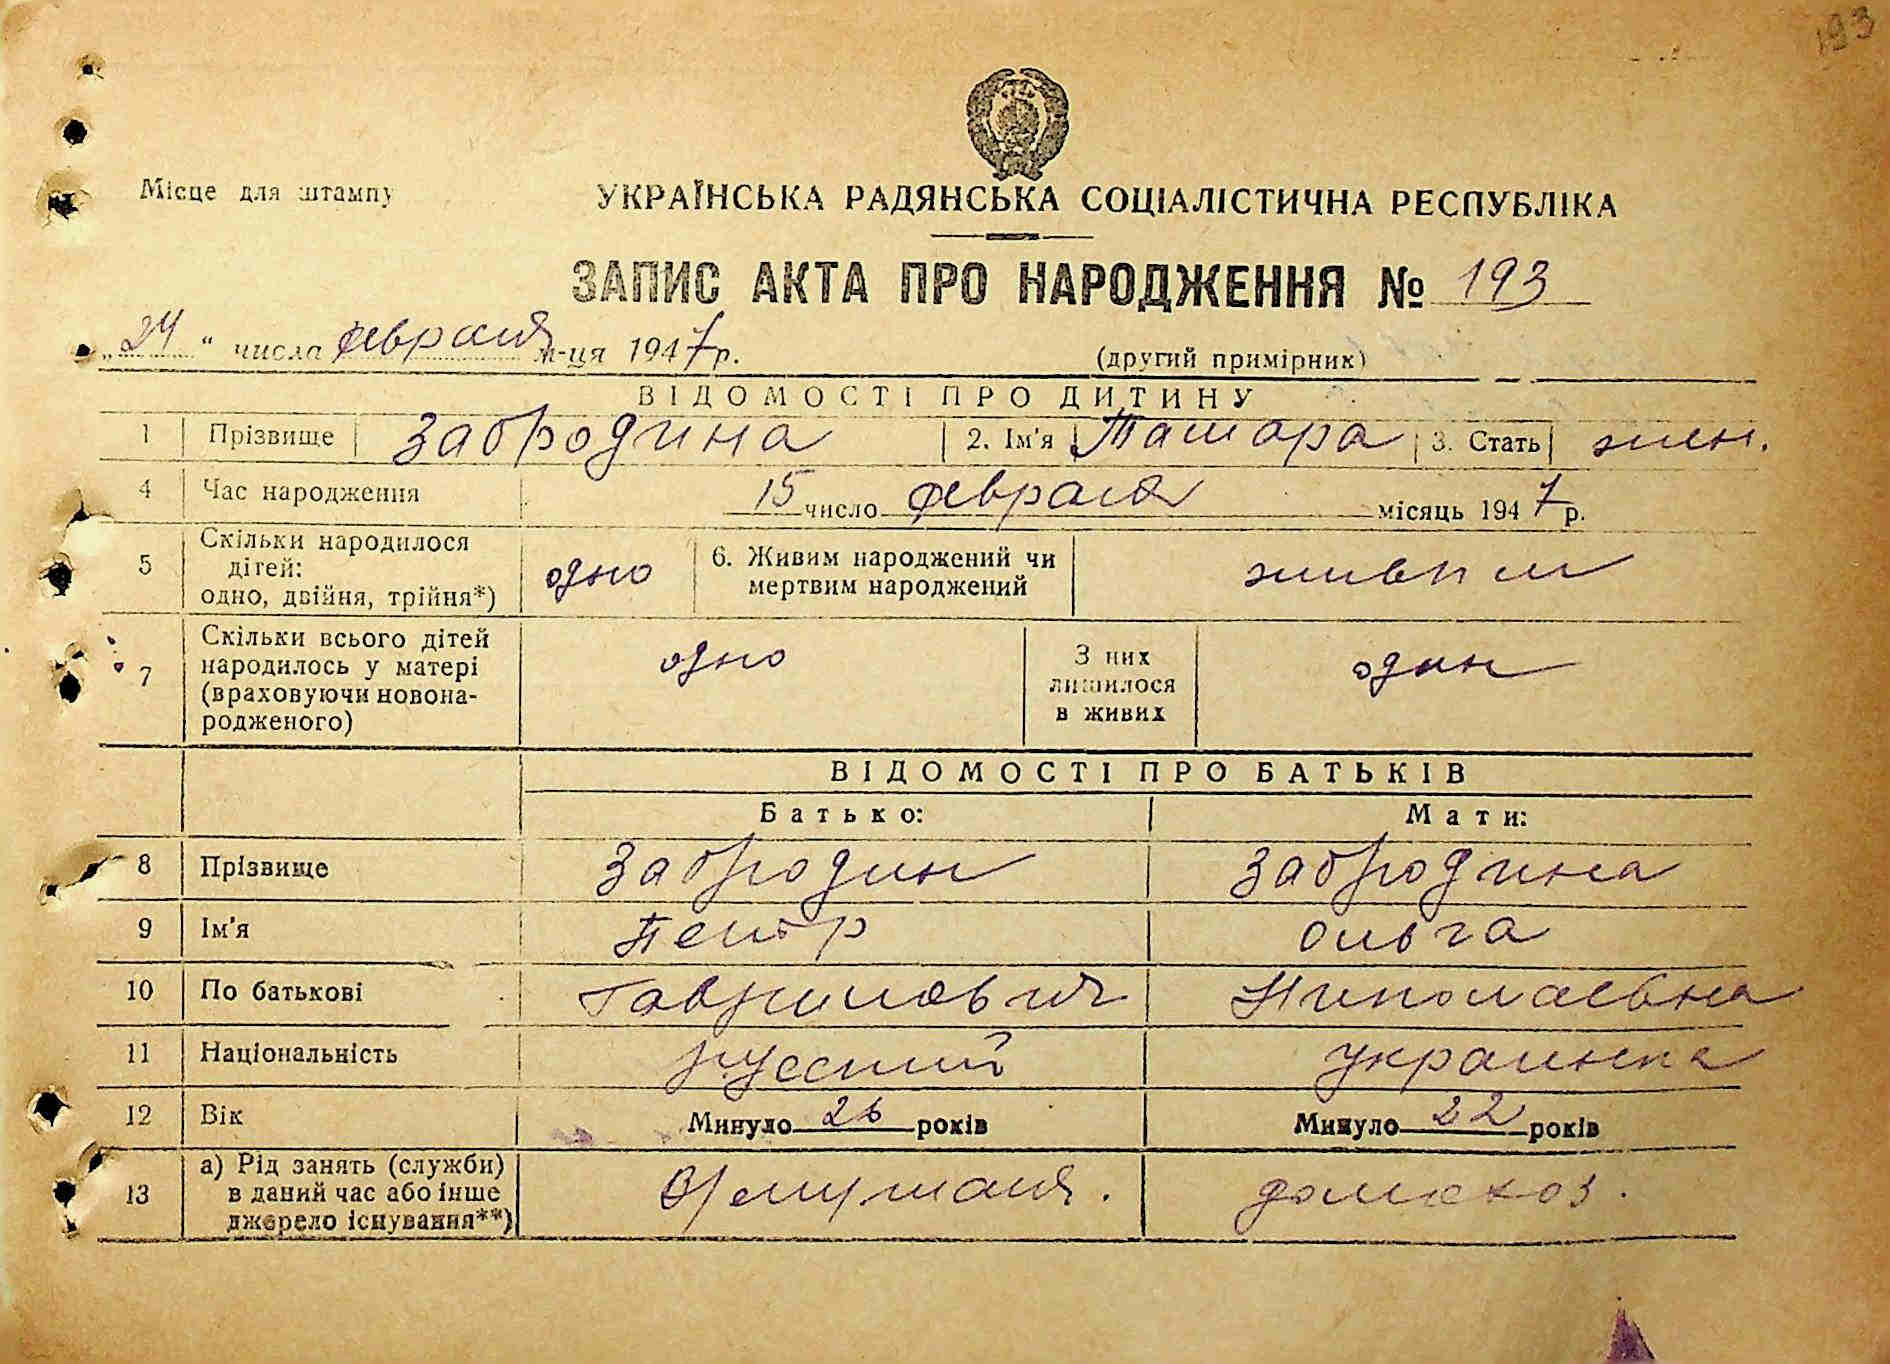 193
Місце для штампу
УКРАЇНСЬКА РАДЯНСЬКА СОЦІАЛІСТИЧНА РЕСПУБЛІКА
ЗАПИС АКТА ПРО НАРОДЖЕННЯ № 193
„24“ числа февраля м-ця 1947 р. (другий примірник)
ВІДОМОСТІ ПРО ДИТИНУ
1 Прізвище Забродина 2. Ім'я Тамара 3. Стать жен.
4 Час народження 15 число февраля місяць 1947 р.
5 Скільки народилося дітей: одно, двійня, трійня*) одно 6. Живим народжений чи мертвим народжений живым
7 Скільки всього дітей народилось у матері (враховуючи новонародженого) одно З них лишилося в живих один
ВІДОМОСТІ ПРО БАТЬКІВ
Батько: Мати:
8 Прізвище Забродин Забродина
9 Ім'я Петр Ольга
10 По батькові Гаврилович Николаевна
11 Національність русский украинка
12 Вік Минуло 26 років Минуло 22 років
13 а) Рід занять (служби) в даний час або інше джерело існування**) домохоз.